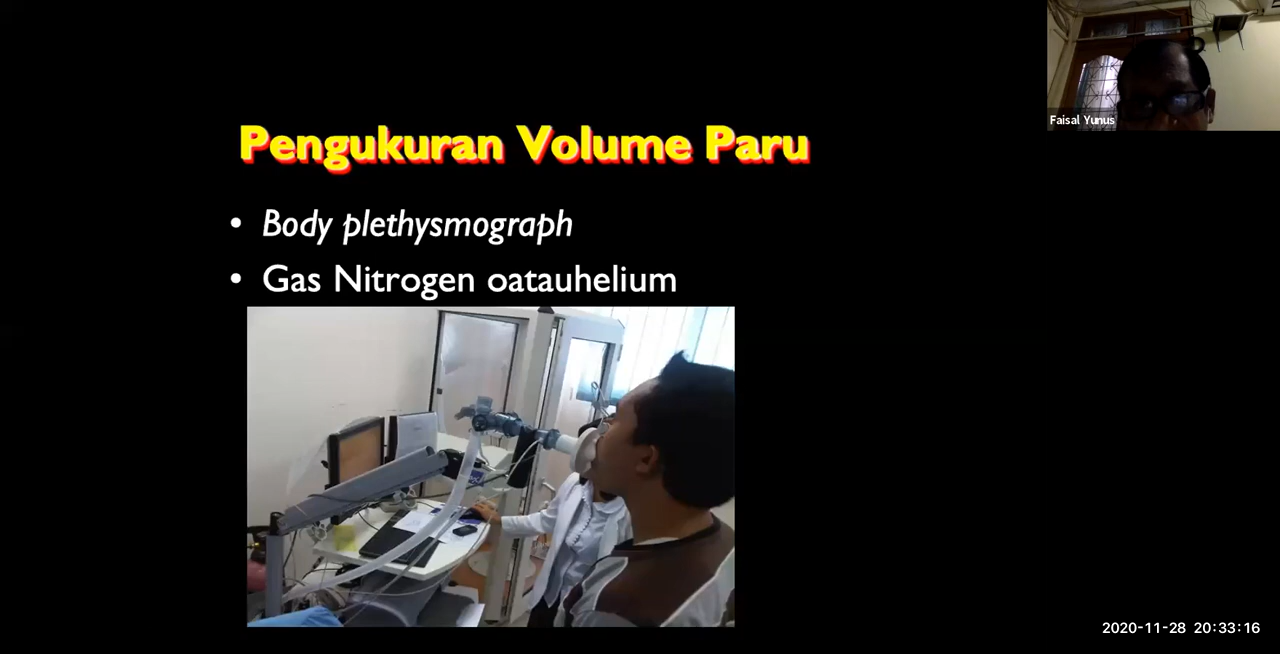 Pengukuran Volume Paru
• Body plethysmograph
• Gas Nitrogen oatauhelium
Faisal Yunus
2020-11-28 20:33:16